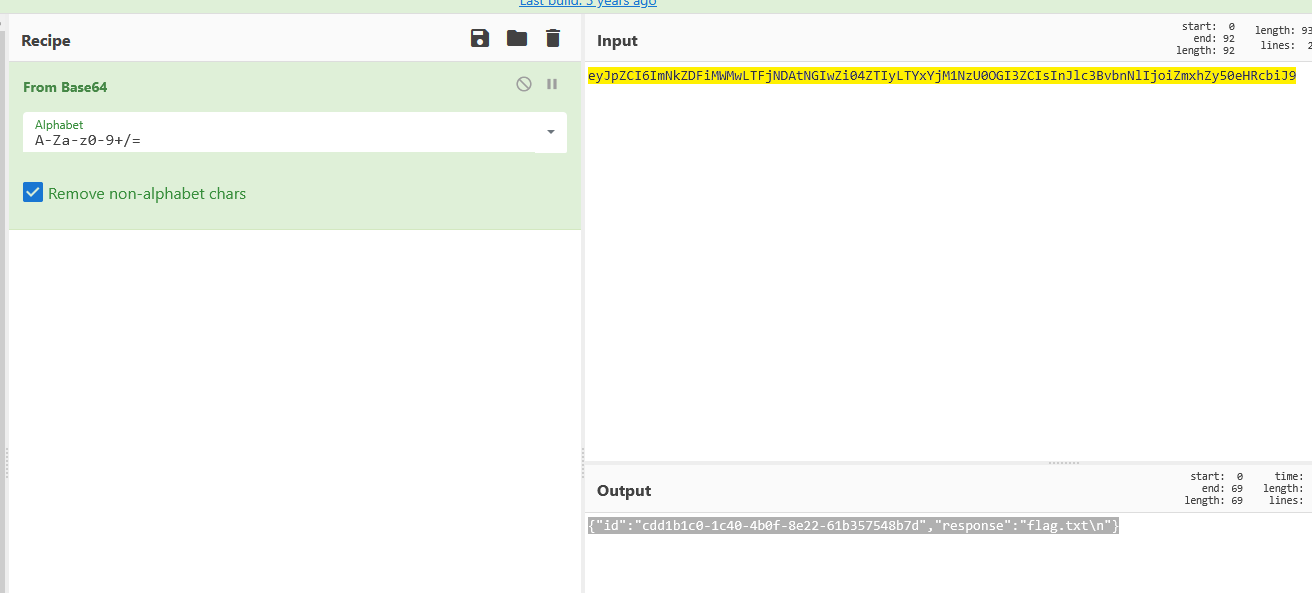 Last build: 3 years ago
Recipe
From Base64
Alphabet
A-Za-z0-9+/=
Remove non-alphabet chars
Input
start: 0
end: 92
length: 92
length: 93
lines: 2
eyJpZCI6ImNkZDFiMWMwLTFjNDAtNGIwZi04ZTIyLTYxYjM1NzU0OGI3ZCIsInJlc3BvbnNlIjoiZmxhZy50eHRcbiJ9
Output
start: 0
end: 69
length: 69
time:
length:
lines:
{"id":"cdd1b1c0-1c40-4b0f-8e22-61b357548b7d","response":"flag.txt\n"}